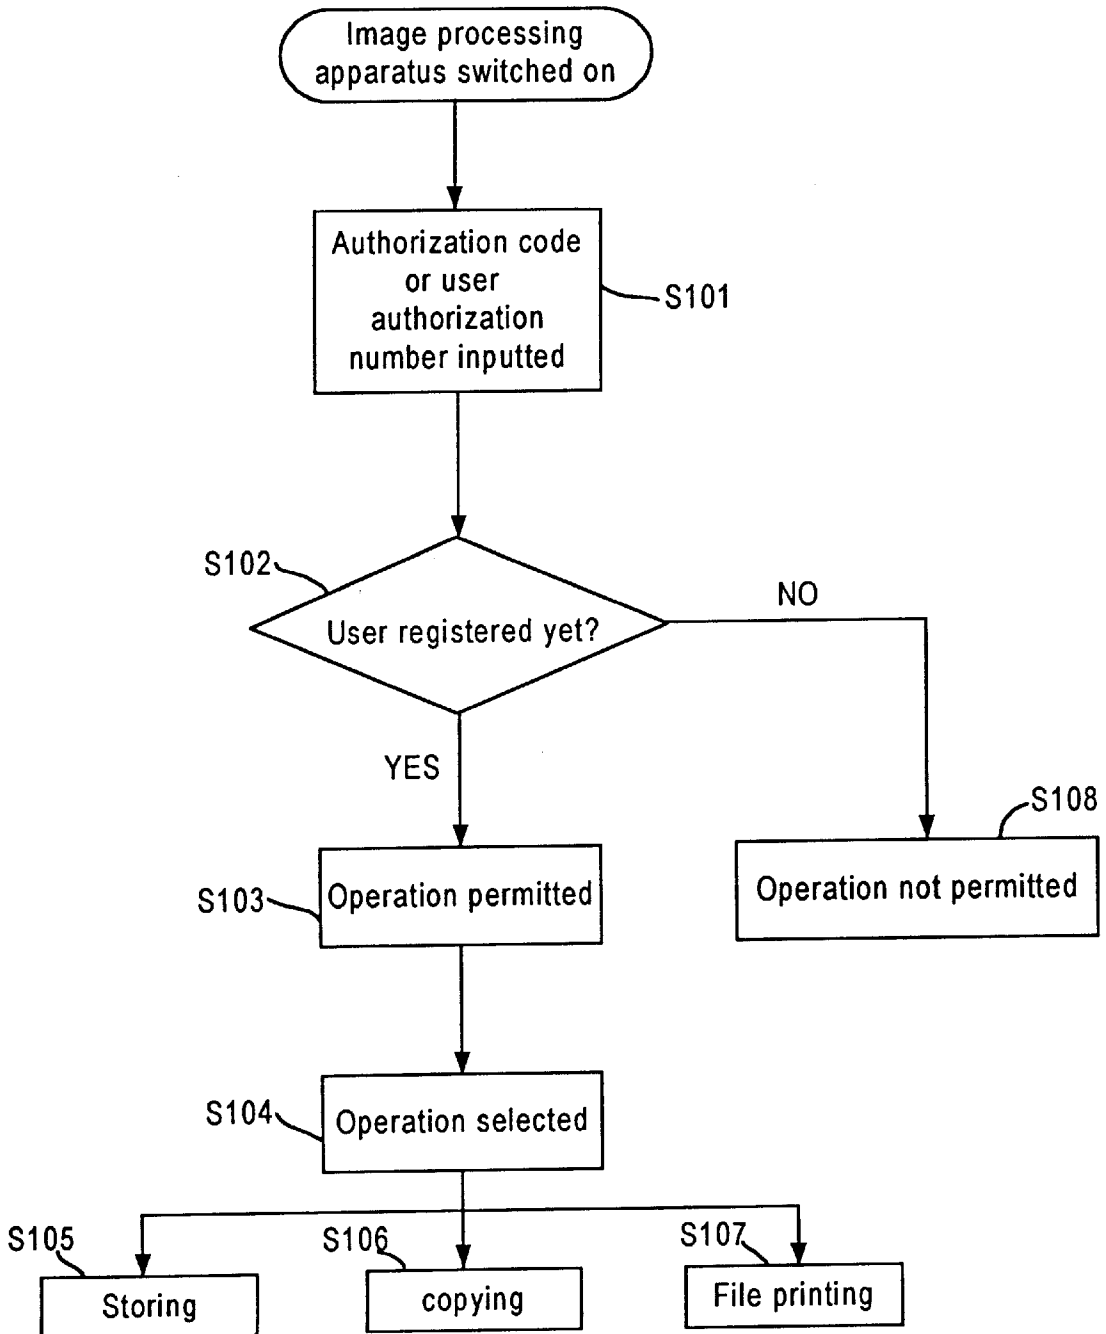 Image processing
apparatus switched on
Authorization code
or user
authorization
number inputted
S101
S102
User registered yet?
NO
YES
S108
Operation not permitted
S103
Operation permitted
S104
Operation selected
S105
Storing
S106
copying
S107
File printing